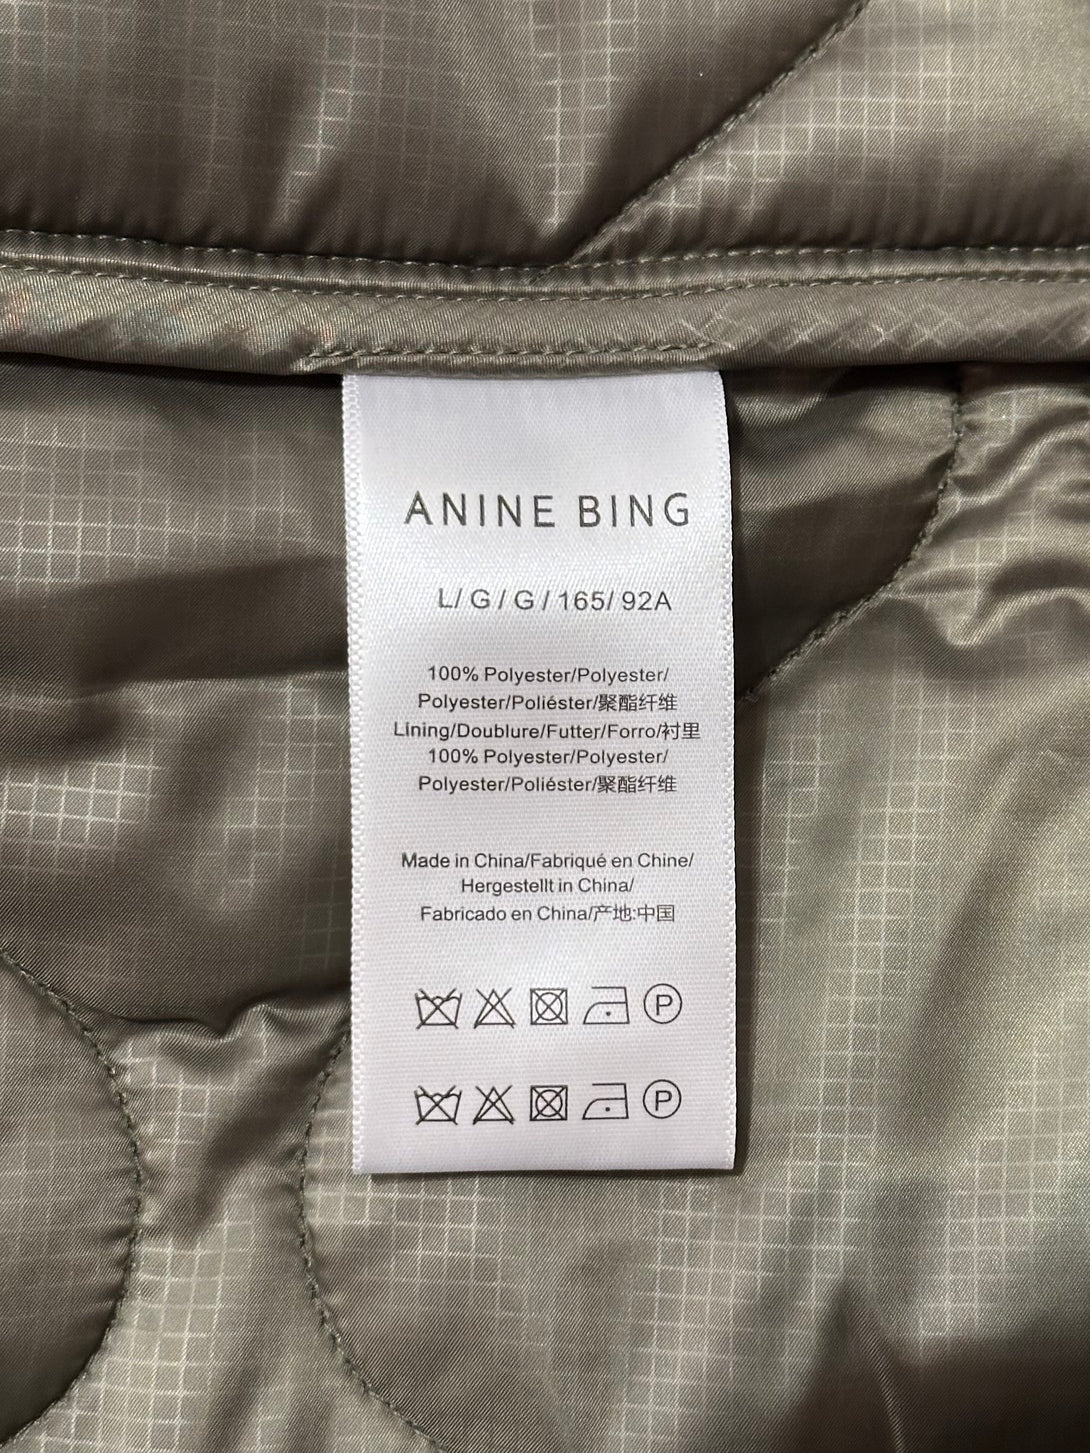 ANINE BING
L/ G / G / 165/ 92A
100% Polyester/Polyester/
Polyester/Poliéster/聚酯纤维
Lining/Doublure/Futter/Forro/衬里
100% Polyester/Polyester/
Polyester/Poliéster/聚酯纤维
Made in China/Fabriqué en Chine/
Hergestellt in China/
Fabricado en China/产地:中国
P
P